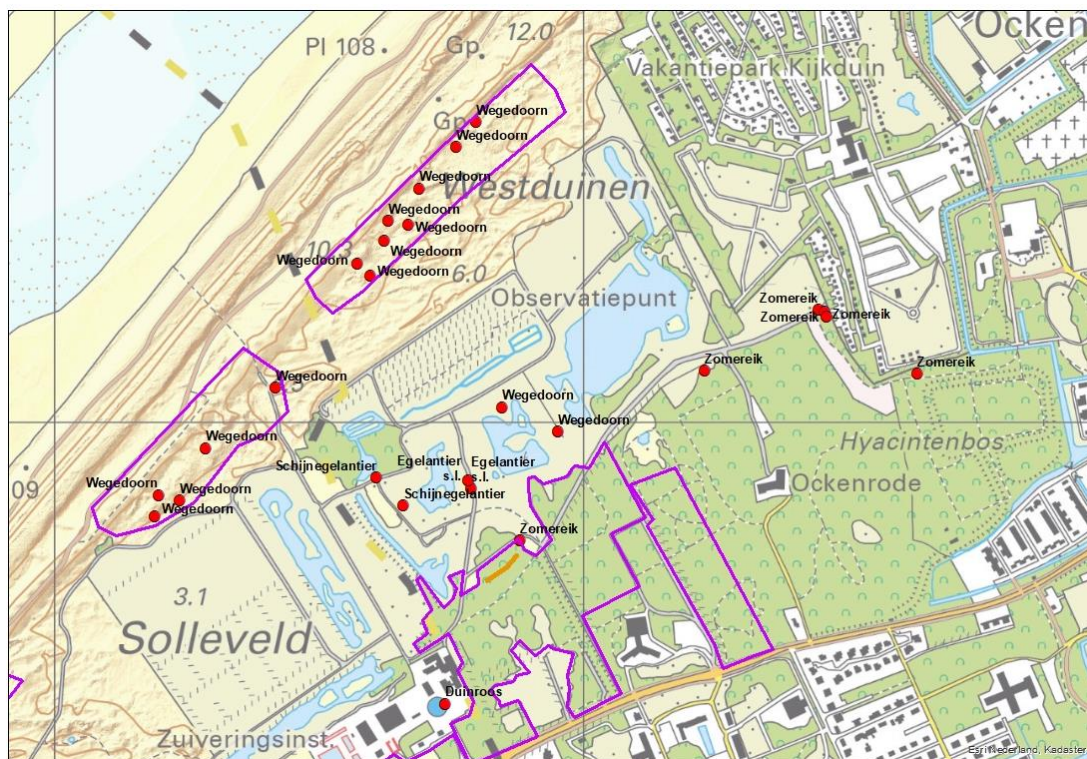 12.0
Ocken
Pl 108
Gp.
Vakantiepark Kijkduin
Wegedoorn
Gp.
Wegedoorn
Wegedoorn
Westduinen
Wegedoorn
Wegedoorn
Wegedoorn
10.3
Wegedoorn
Wegedoorn
6.0
Observatiepunt
Zomereik
Zomereik
Zomereik
Zomereik
Zomereik
Wegedoorn
Wegedoorn
Wegedoorn
Wegedoorn
Hyacintenbos
Schijnegelantier
Egelantier
s.l.
Egelantier
s.l.
Ockenrode
09
Wegedoorn
Wegedoorn
Wegedoorn
Schijnegelantier
Zomereik
3.1
Solleveld
Duinroos
Zuiveringsinst.
Esri Nederland, Kadaster